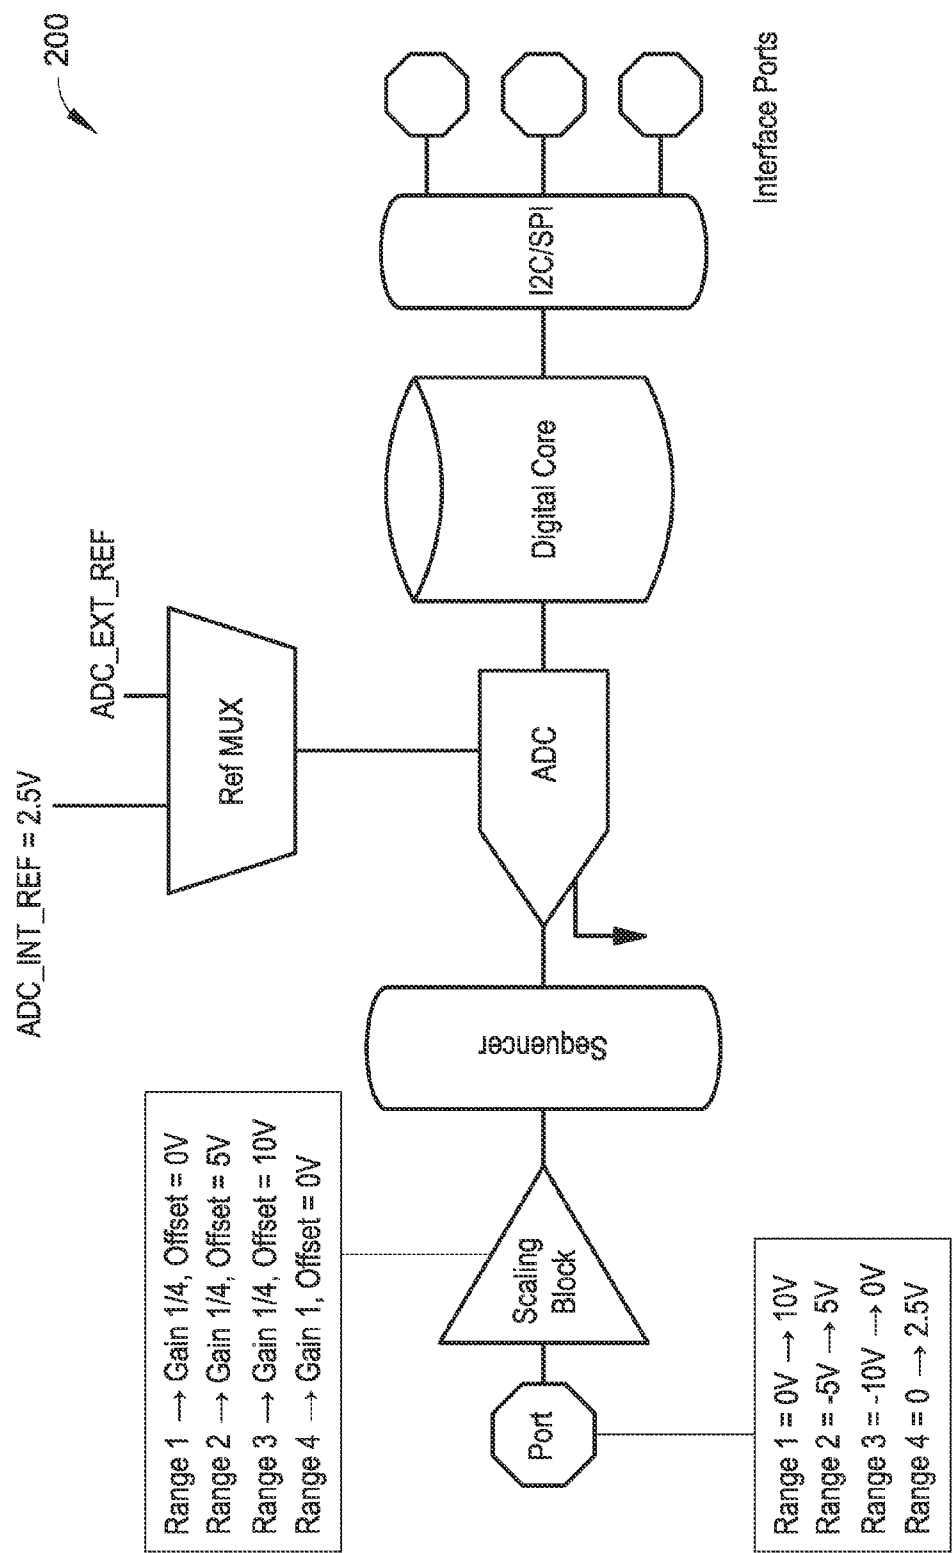 200
ADC_INT_REF = 2.5V
ADC_EXT_REF
Ref MUX
Range 1 → Gain 1/4, Offset = 0V
Range 2 → Gain 1/4, Offset = 5V
Range 3 → Gain 1/4, Offset = 10V
Range 4 → Gain 1, Offset = 0V
Port
Scaling
Block
Sequencer
ADC
Digital Core
I2C/SPI
Interface Ports
Range 1 = 0V → 10V
Range 2 = -5V → 5V
Range 3 = -10V → 0V
Range 4 = 0 → 2.5V